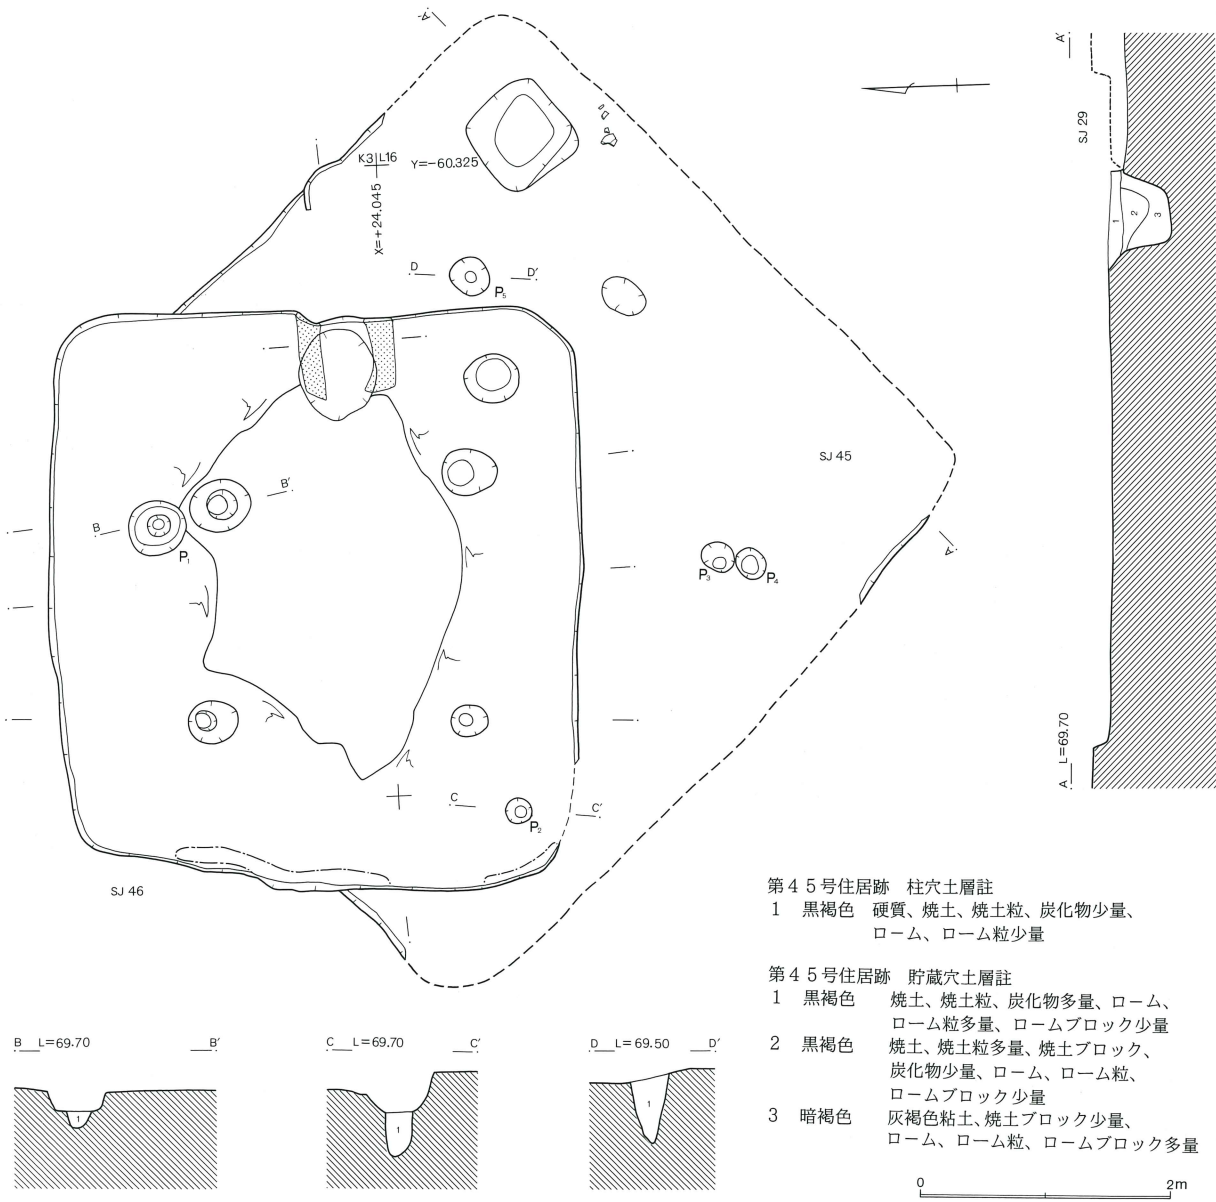 A'
A'
SJ 29
K3|L16 Y=-60.325
X=+24.045
D D'
P5
1 2 3
SJ 45
B B'
P1
P3 P4
A
C C'
P2
SJ 46
A L=69.70
第45号住居跡 柱穴土層註
1 黒褐色 硬質、焼土、焼土粒、炭化物少量、
ローム、ローム粒少量
第45号住居跡 貯蔵穴土層註
1 黒褐色 焼土、焼土粒、炭化物多量、ローム、
ローム粒多量、ロームブロック少量
2 黒褐色 焼土、焼土粒多量、焼土ブロック、
炭化物少量、ローム、ローム粒、
ロームブロック少量
3 暗褐色 灰褐色粘土、焼土ブロック少量、
ローム、ローム粒、ロームブロック多量
B L=69.70 B'
1
C L=69.70 C'
1
D L=69.50 D'
1
0 2m